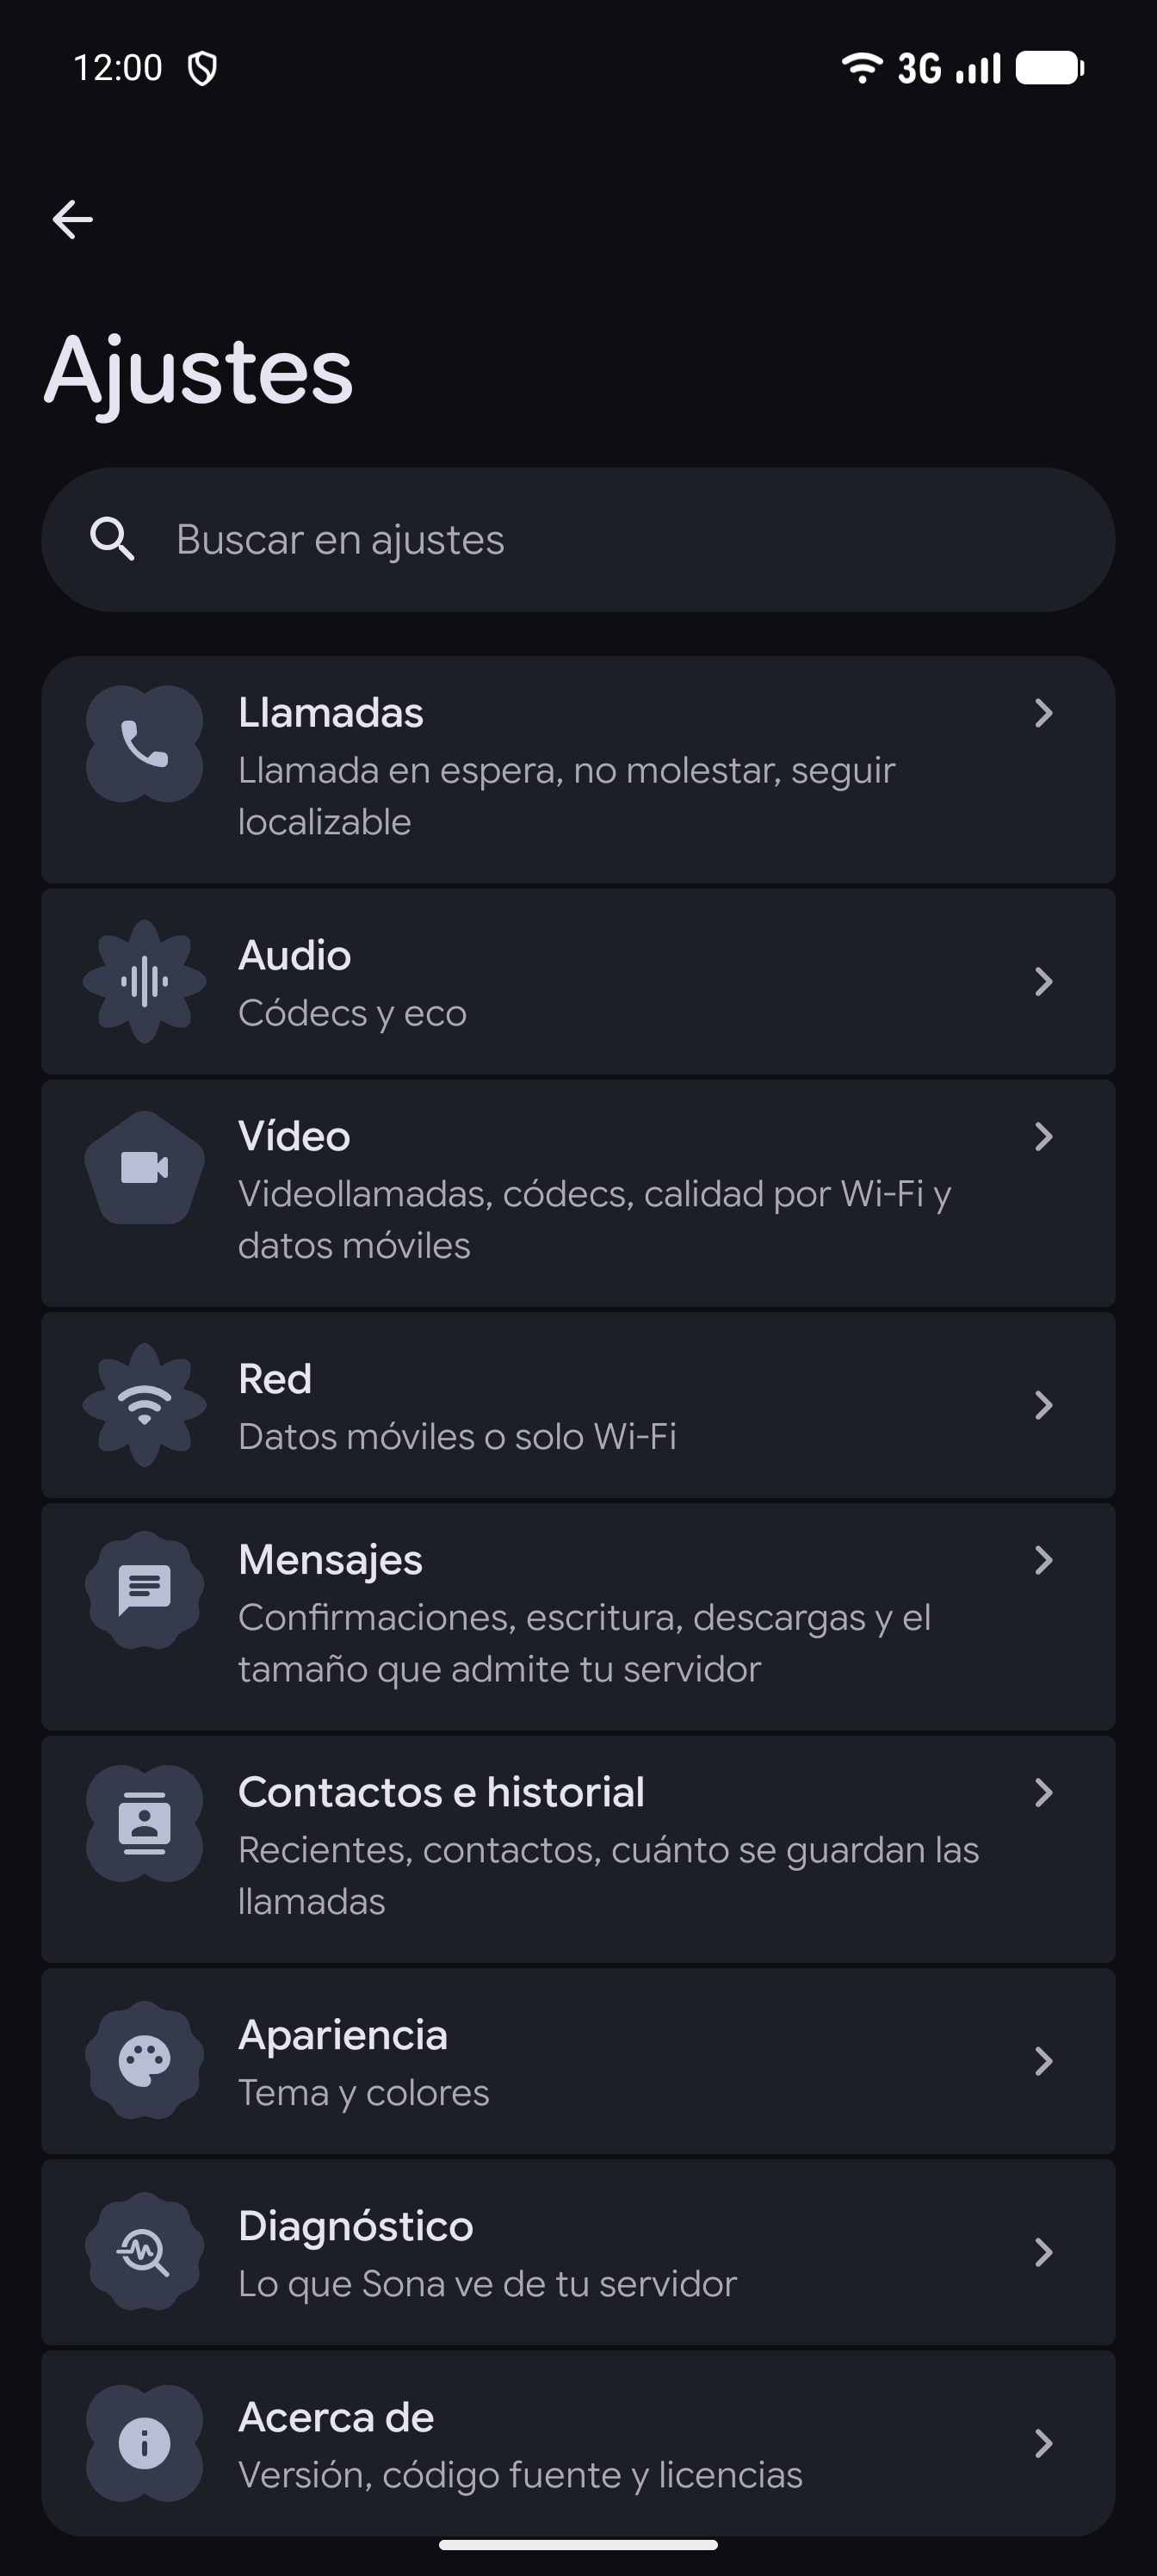 12:00
3G
Ajustes
Buscar en ajustes
Llamadas
Llamada en espera, no molestar, seguir
localizable
Audio
Códecs y eco
Vídeo
Videollamadas, códecs, calidad por Wi-Fi y
datos móviles
Red
Datos móviles o solo Wi-Fi
Mensajes
Confirmaciones, escritura, descargas y el
tamaño que admite tu servidor
Contactos e historial
Recientes, contactos, cuánto se guardan las
llamadas
Apariencia
Tema y colores
Diagnóstico
Lo que Sona ve de tu servidor
Acerca de
Versión, código fuente y licencias